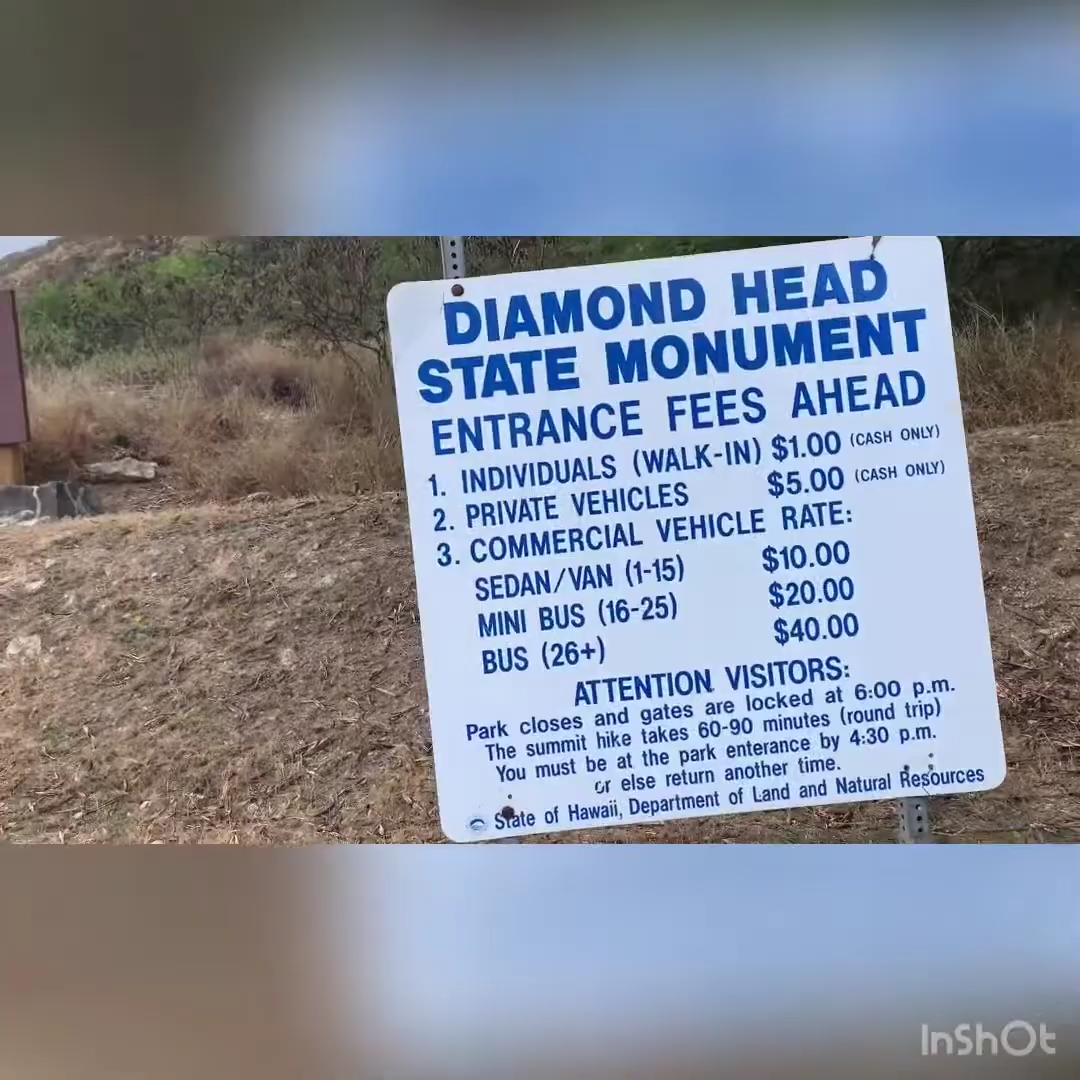 DIAMOND HEAD
STATE MONUMENT
ENTRANCE FEES AHEAD
1. INDIVIDUALS (WALK-IN) $1.00 (CASH ONLY)
2. PRIVATE VEHICLES $5.00 (CASH ONLY)
3. COMMERCIAL VEHICLE RATE:
SEDAN/VAN (1-15) $10.00
MINI BUS (16-25) $20.00
BUS (26+) $40.00
ATTENTION VISITORS:
Park closes and gates are locked at 6:00 p.m.
The summit hike takes 60-90 minutes (round trip)
You must be at the park entrance by 4:30 p.m.
or else return another time.
State of Hawaii, Department of Land and Natural Resources
InShOt